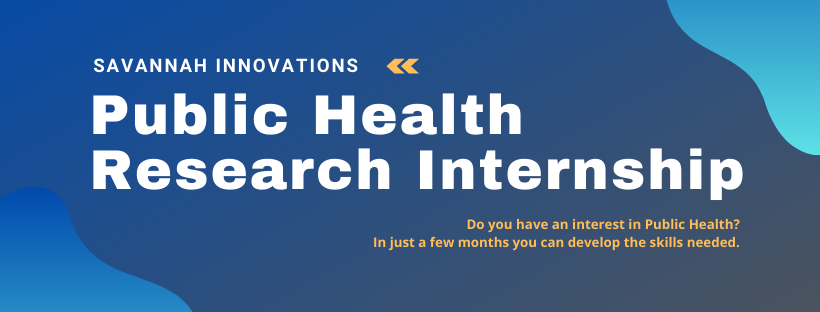 SAVANNAH INNOVATIONS
Public Health
Research Internship
Do you have an interest in Public Health?
In just a few months you can develop the skills needed.